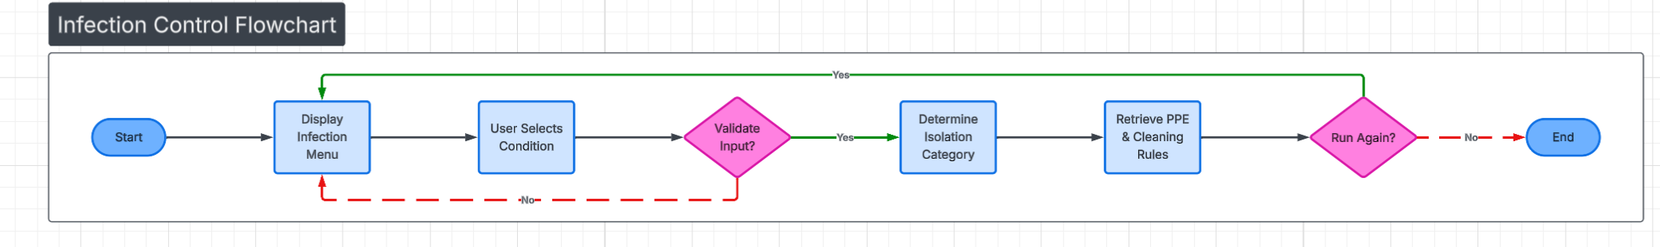 Infection Control Flowchart
Yes
Start
Display
Infection
Menu
User Selects
Condition
Validate
Input?
Yes
Determine
Isolation
Category
Retrieve PPE
& Cleaning
Rules
Run Again?
No
End
No